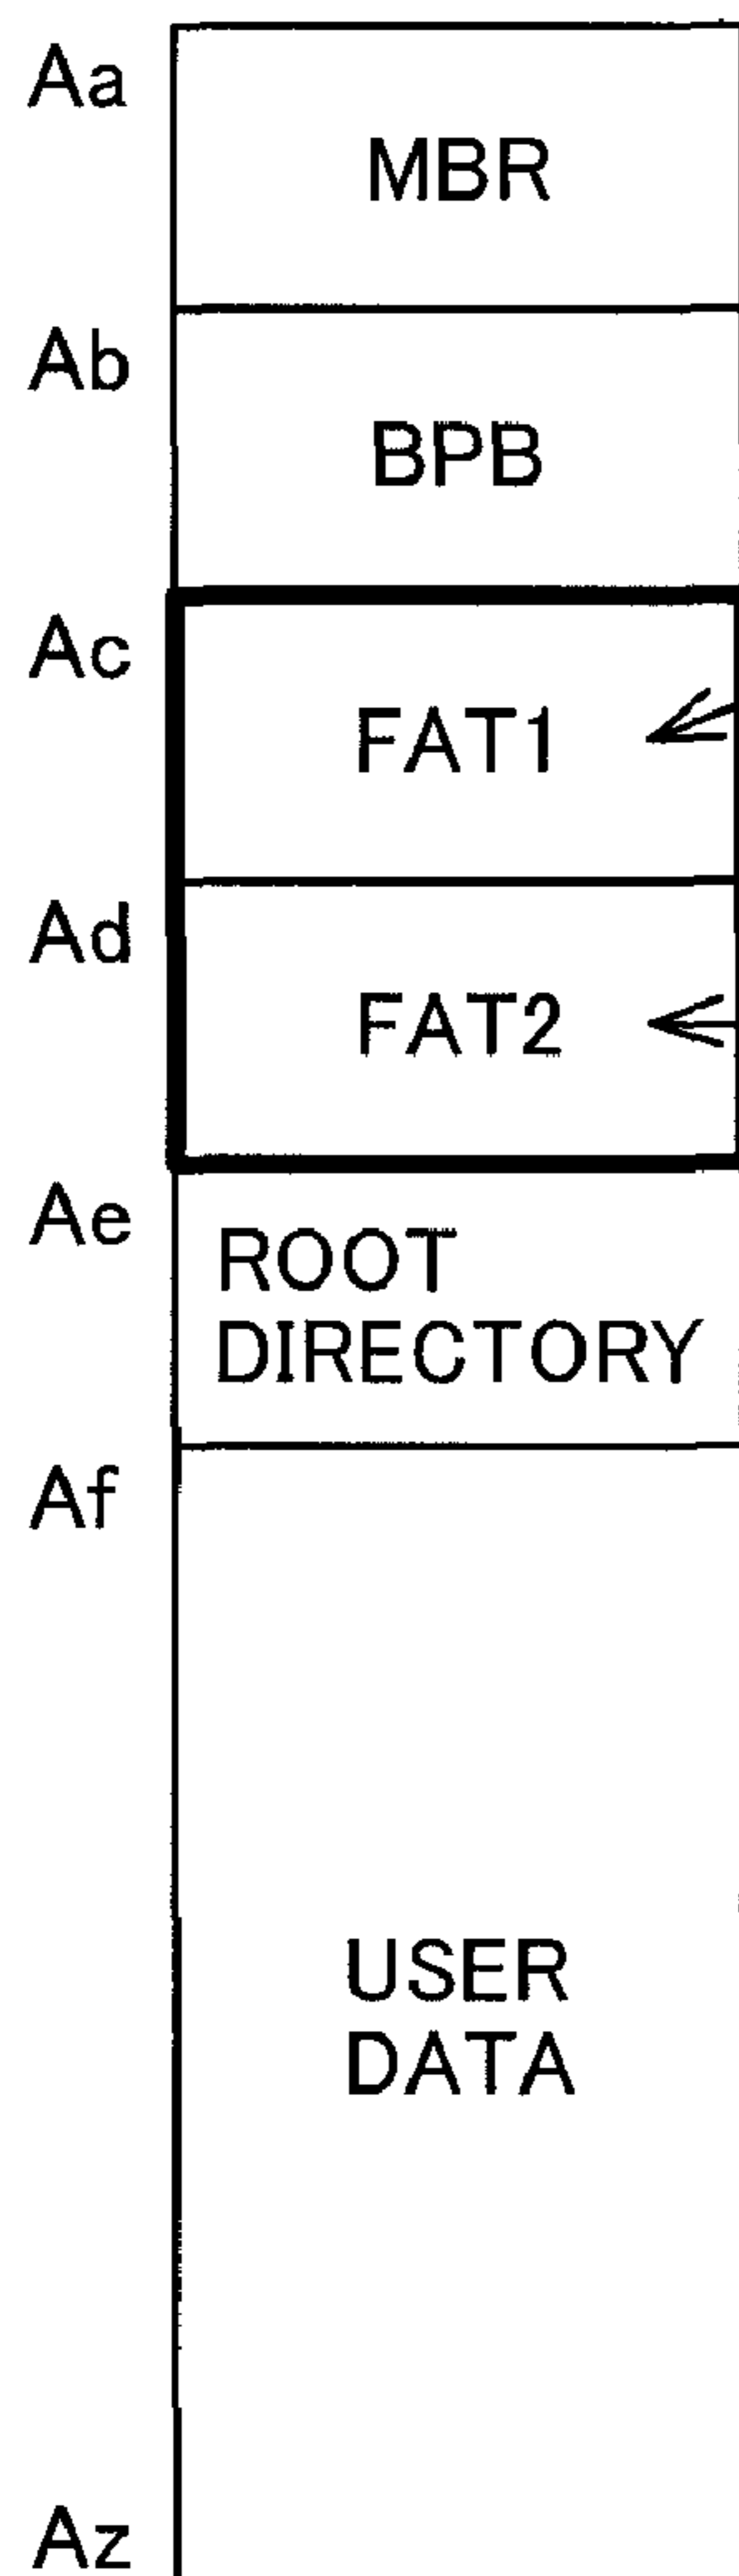 Aa
MBR
Ab
BPB
Ac
FAT1
Ad
FAT2
Ae
ROOT
DIRECTORY
Af
USER
DATA
Az